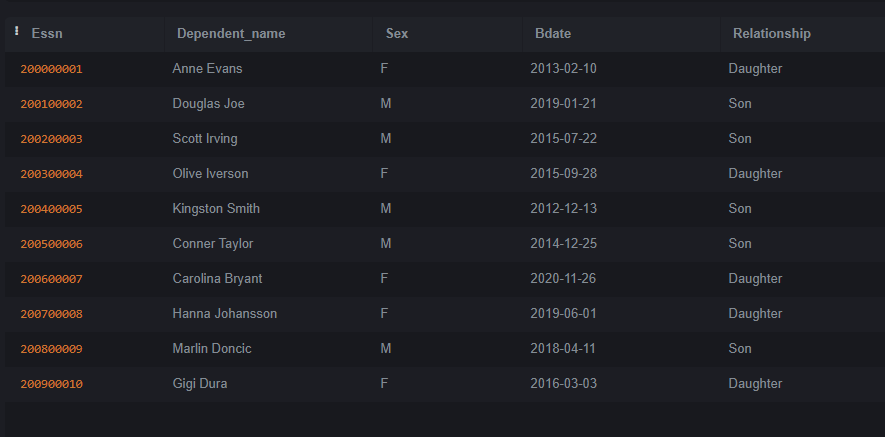 Essn Dependent_name Sex Bdate Relationship
200000001 Anne Evans F 2013-02-10 Daughter
200100002 Douglas Joe M 2019-01-21 Son
200200003 Scott Irving M 2015-07-22 Son
200300004 Olive Iverson F 2015-09-28 Daughter
200400005 Kingston Smith M 2012-12-13 Son
200500006 Conner Taylor M 2014-12-25 Son
200600007 Carolina Bryant F 2020-11-26 Daughter
200700008 Hanna Johansson F 2019-06-01 Daughter
200800009 Marlin Doncic M 2018-04-11 Son
200900010 Gigi Dura F 2016-03-03 Daughter